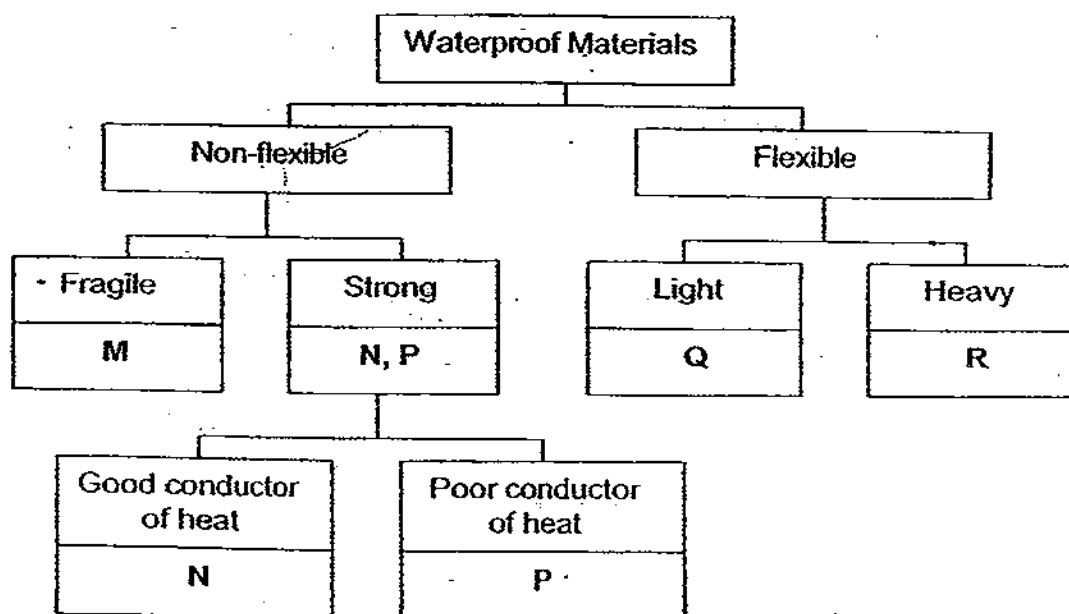 Waterproof Materials
Non-flexible
Flexible
Fragile
Strong
Light
Heavy
M
N, P
Q
R
Good conductor
of heat
Poor conductor
of heat
N
P